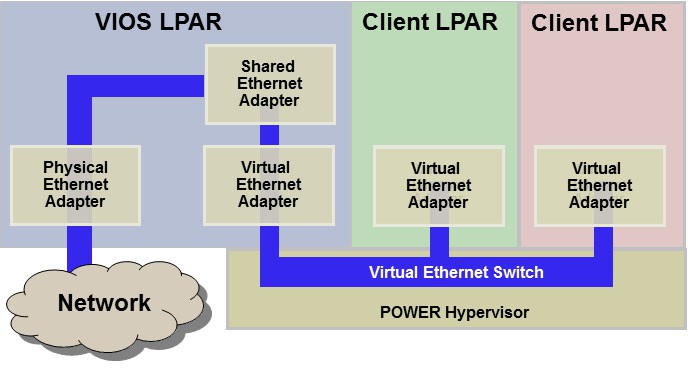 VIOS LPAR
Client LPAR
Client LPAR
Shared
Ethernet
Adapter
Physical
Ethernet
Adapter
Virtual
Ethernet
Adapter
Virtual
Ethernet
Adapter
Virtual
Ethernet
Adapter
Network
Virtual Ethernet Switch
POWER Hypervisor